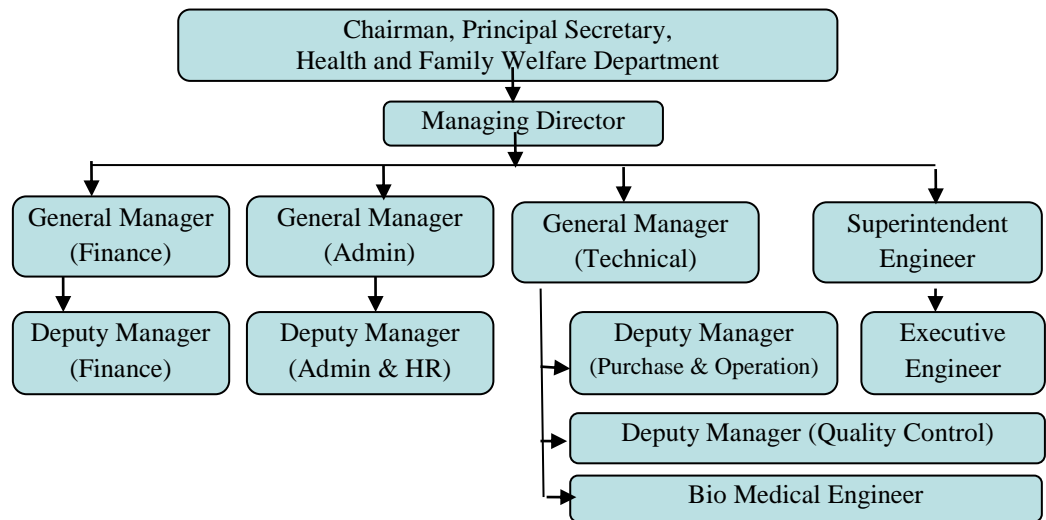 Chairman, Principal Secretary,
Health and Family Welfare Department
Managing Director
General Manager
(Finance)
General Manager
(Admin)
General Manager
(Technical)
Superintendent
Engineer
Deputy Manager
(Finance)
Deputy Manager
(Admin & HR)
Deputy Manager
(Purchase & Operation)
Executive
Engineer
Deputy Manager (Quality Control)
Bio Medical Engineer